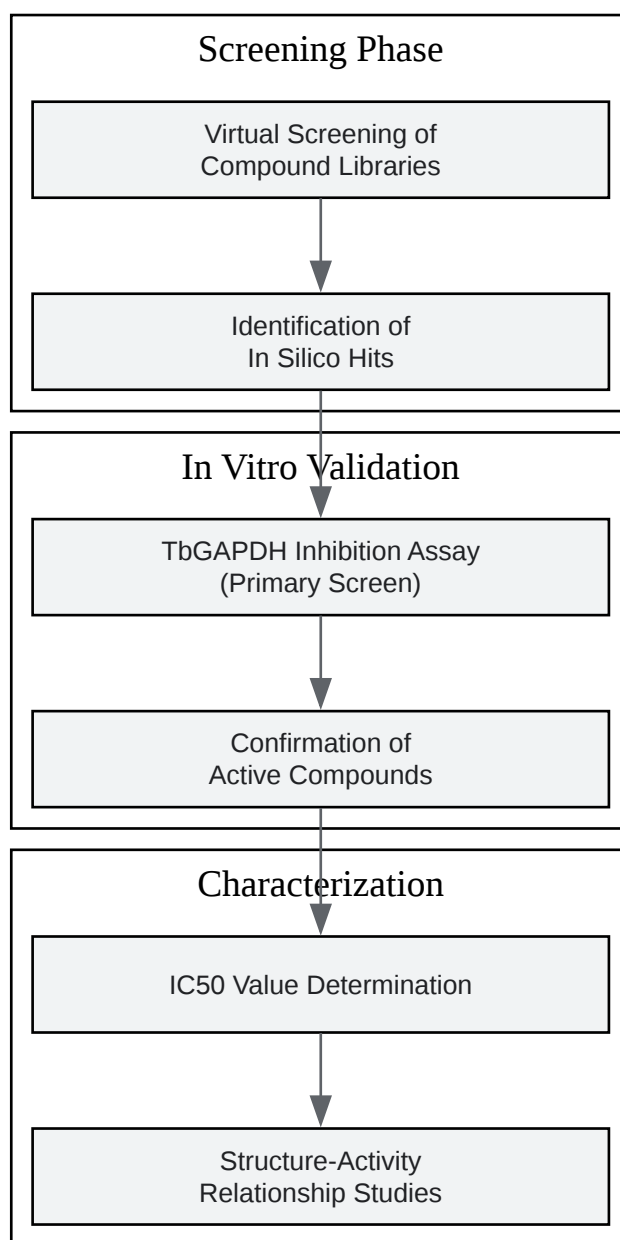 Screening Phase
Virtual Screening of
Compound Libraries
Identification of
In Silico Hits
In Vitro Validation
TbGAPDH Inhibition Assay
(Primary Screen)
Confirmation of
Active Compounds
Characterization
IC50 Value Determination
Structure-Activity
Relationship Studies